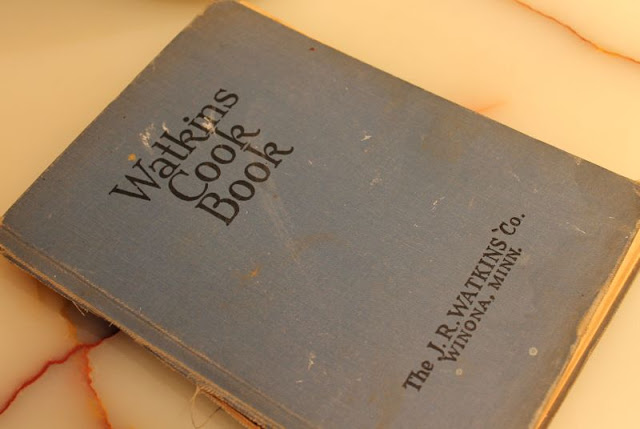 Watkins
Cook
Book
The J. R. WATKINS Co.
WINONA, MINN.